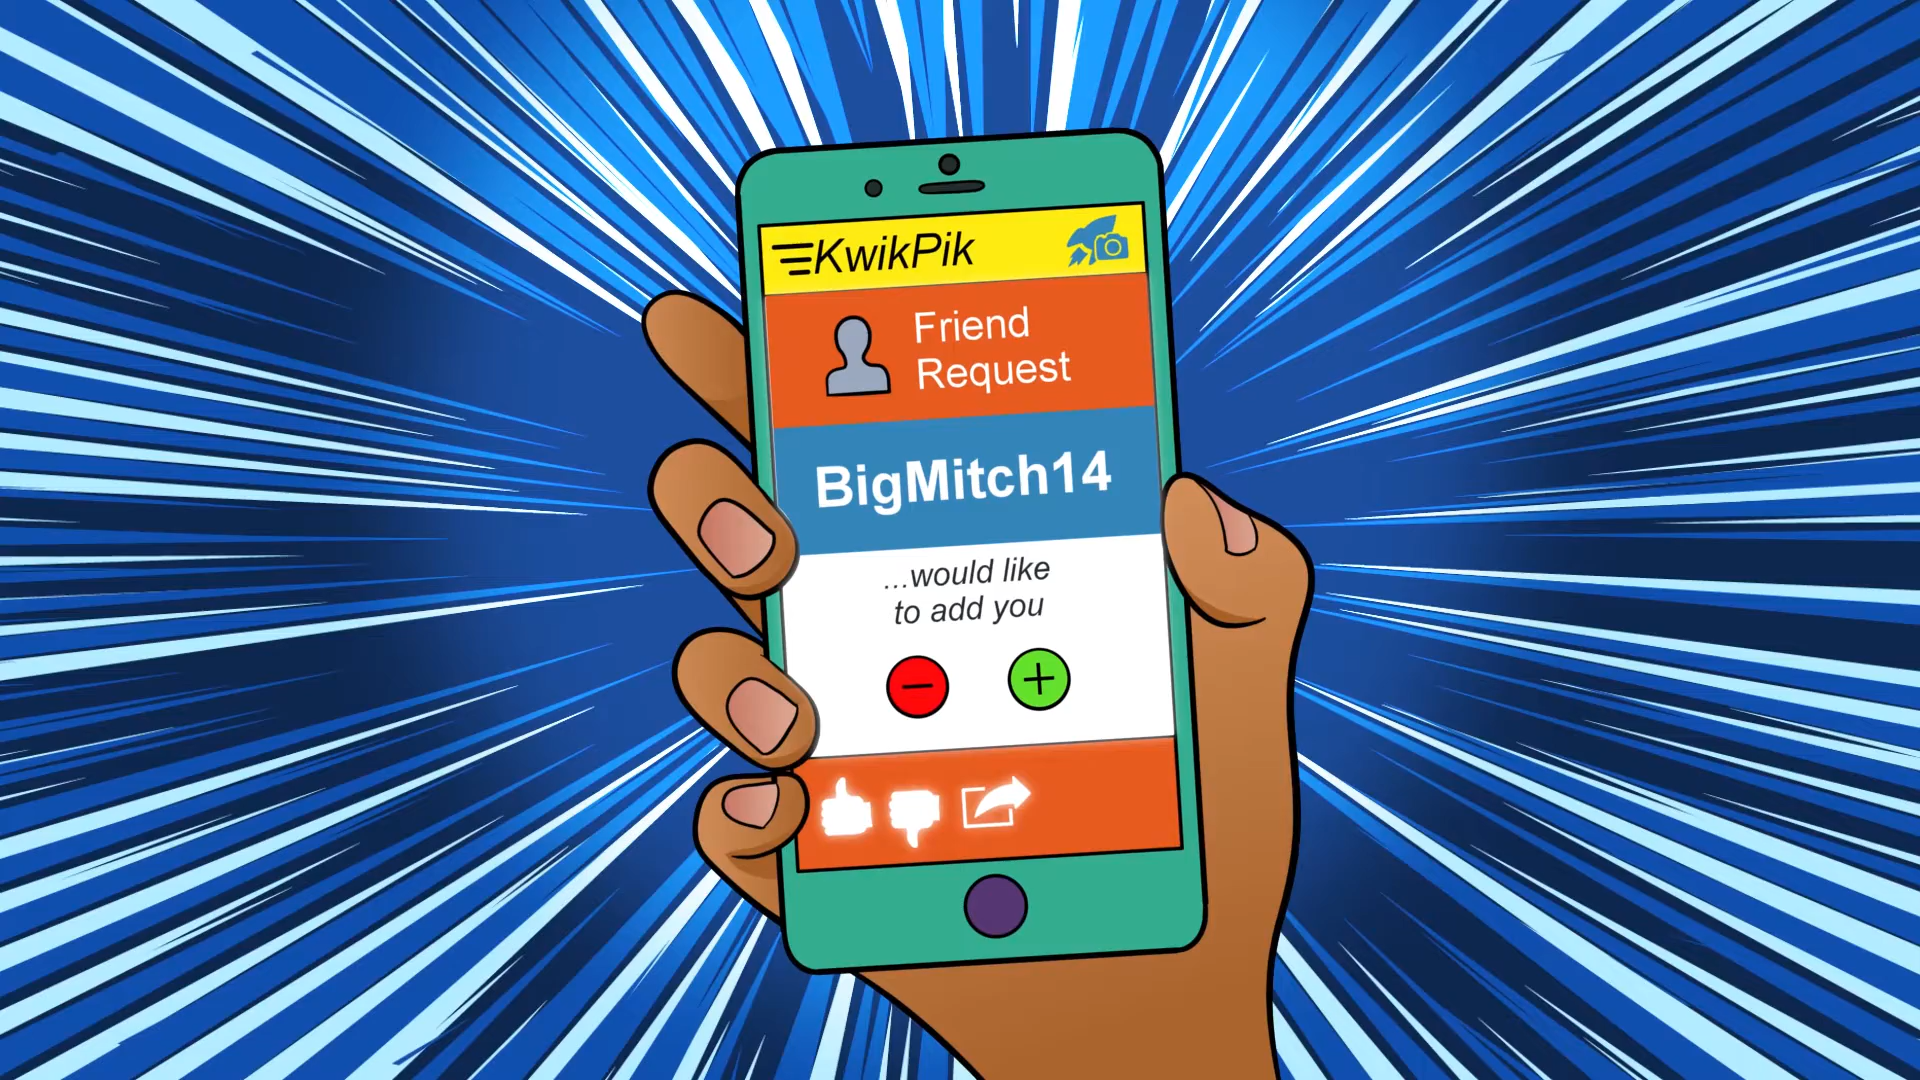 KwikPik
Friend
Request
BigMitch14
...would like
to add you